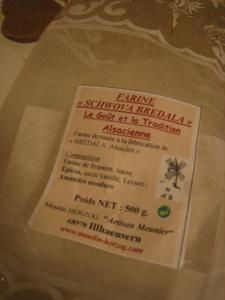 FARINE
« SCHWOVA BREDALA »
Le Goût et la Tradition
Alsacienne
Farine destinée à la fabrication de
« BREDALA Alsacien »
Composition
Farine de froment, sucre,
Epices, sucre vanillé, Levure,
Amandes moulues
Poids NET : 500 g.
Moulin HERZOG "Artisan Meunier"
68970 Illhaeusern
www.moulin-herzog.com